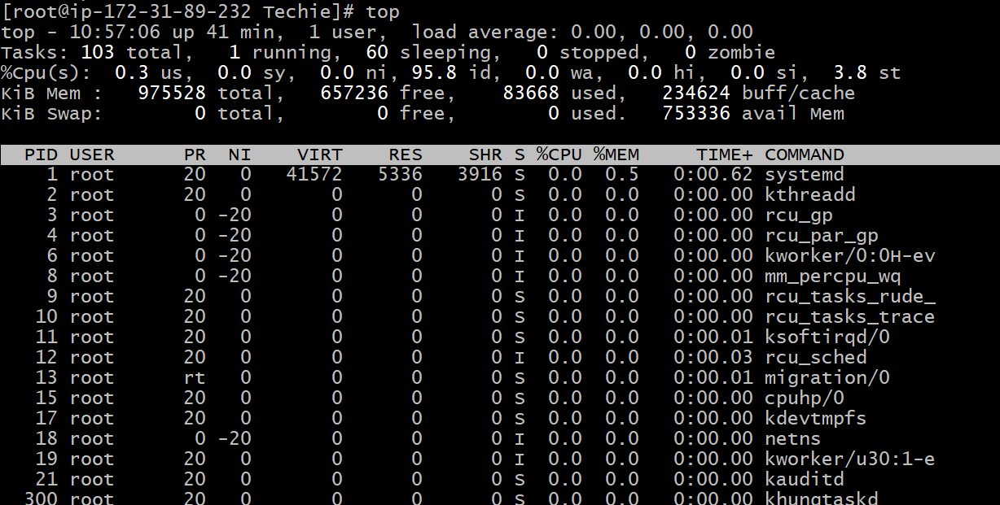 [root@ip-172-31-89-232 Techie]# top
top - 10:57:06 up 41 min,  1 user,  load average: 0.00, 0.00, 0.00
Tasks: 103 total,   1 running,  60 sleeping,   0 stopped,   0 zombie
%Cpu(s):  0.3 us,  0.0 sy,  0.0 ni, 95.8 id,  0.0 wa,  0.0 hi,  0.0 si,  3.8 st
KiB Mem :   975528 total,   657236 free,    83668 used,   234624 buff/cache
KiB Swap:        0 total,        0 free,        0 used.   753336 avail Mem
  PID USER      PR  NI    VIRT    RES    SHR S %CPU %MEM     TIME+ COMMAND
    1 root      20   0   41572   5336   3916 S  0.0  0.5   0:00.62 systemd
    2 root      20   0       0      0      0 S  0.0  0.0   0:00.00 kthreadd
    3 root       0 -20       0      0      0 I  0.0  0.0   0:00.00 rcu_gp
    4 root       0 -20       0      0      0 I  0.0  0.0   0:00.00 rcu_par_gp
    6 root       0 -20       0      0      0 I  0.0  0.0   0:00.00 kworker/0:0H-ev
    8 root       0 -20       0      0      0 I  0.0  0.0   0:00.00 mm_percpu_wq
    9 root      20   0       0      0      0 S  0.0  0.0   0:00.00 rcu_tasks_rude_
   10 root      20   0       0      0      0 S  0.0  0.0   0:00.00 rcu_tasks_trace
   11 root      20   0       0      0      0 S  0.0  0.0   0:00.01 ksoftirqd/0
   12 root      20   0       0      0      0 I  0.0  0.0   0:00.03 rcu_sched
   13 root      rt   0       0      0      0 S  0.0  0.0   0:00.01 migration/0
   15 root      20   0       0      0      0 S  0.0  0.0   0:00.00 cpuhp/0
   17 root      20   0       0      0      0 S  0.0  0.0   0:00.00 kdevtmpfs
   18 root       0 -20       0      0      0 I  0.0  0.0   0:00.00 netns
   19 root      20   0       0      0      0 I  0.0  0.0   0:00.00 kworker/u30:1-e
   21 root      20   0       0      0      0 S  0.0  0.0   0:00.00 kauditd
  300 root      20   0       0      0      0 S  0.0  0.0   0:00.00 khungtaskd